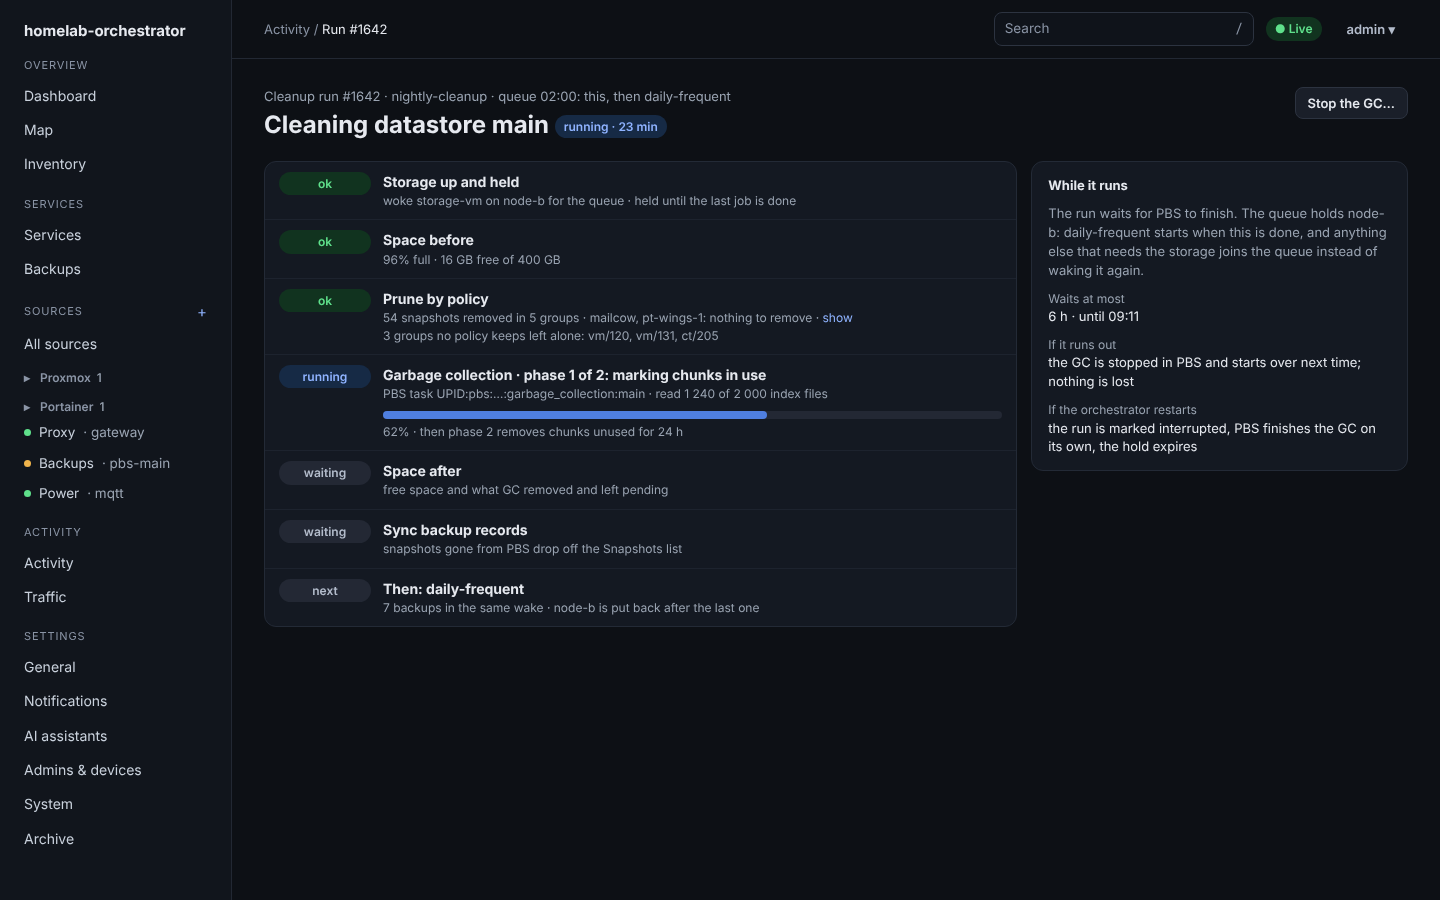 homelab-orchestrator
OVERVIEW
Dashboard
Map
Inventory
SERVICES
Services
Backups
SOURCES +
All sources
▸ Proxmox 1
▸ Portainer 1
Proxy · gateway
Backups · pbs-main
Power · mqtt
ACTIVITY
Activity
Traffic
SETTINGS
General
Notifications
AI assistants
Admins & devices
System
Archive
Activity / Run #1642
Search /
Live
admin ▾
Cleanup run #1642 · nightly-cleanup · queue 02:00: this, then daily-frequent
Cleaning datastore main running · 23 min
Stop the GC...
ok
Storage up and held
woke storage-vm on node-b for the queue · held until the last job is done
ok
Space before
96% full · 16 GB free of 400 GB
ok
Prune by policy
54 snapshots removed in 5 groups · mailcow, pt-wings-1: nothing to remove · show
3 groups no policy keeps left alone: vm/120, vm/131, ct/205
running
Garbage collection · phase 1 of 2: marking chunks in use
PBS task UPID:pbs:...:garbage_collection:main · read 1 240 of 2 000 index files
62% · then phase 2 removes chunks unused for 24 h
waiting
Space after
free space and what GC removed and left pending
waiting
Sync backup records
snapshots gone from PBS drop off the Snapshots list
next
Then: daily-frequent
7 backups in the same wake · node-b is put back after the last one
While it runs
The run waits for PBS to finish. The queue holds node-
b: daily-frequent starts when this is done, and anything
else that needs the storage joins the queue instead of
waking it again.
Waits at most
6 h · until 09:11
If it runs out
the GC is stopped in PBS and starts over next time;
nothing is lost
If the orchestrator restarts
the run is marked interrupted, PBS finishes the GC on
its own, the hold expires